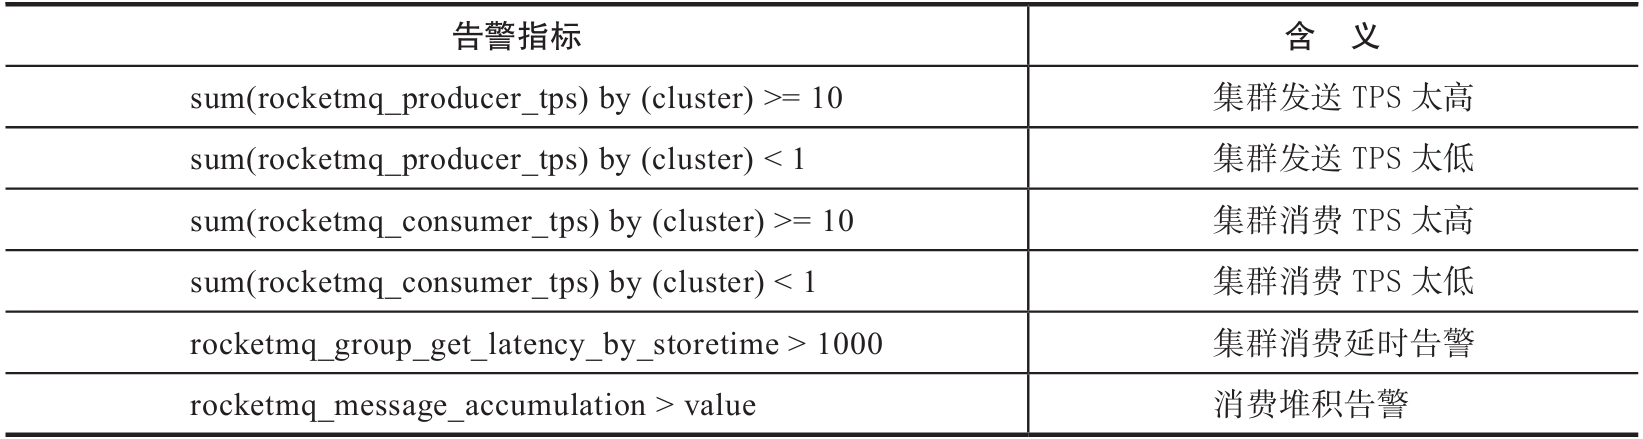 告警指标 含 义
sum(rocketmq_producer_tps) by (cluster) >= 10 集群发送 TPS 太高
sum(rocketmq_producer_tps) by (cluster) < 1 集群发送 TPS 太低
sum(rocketmq_consumer_tps) by (cluster) >= 10 集群消费 TPS 太高
sum(rocketmq_consumer_tps) by (cluster) < 1 集群消费 TPS 太低
rocketmq_group_get_latency_by_storetime > 1000 集群消费延时告警
rocketmq_message_accumulation > value 消费堆积告警